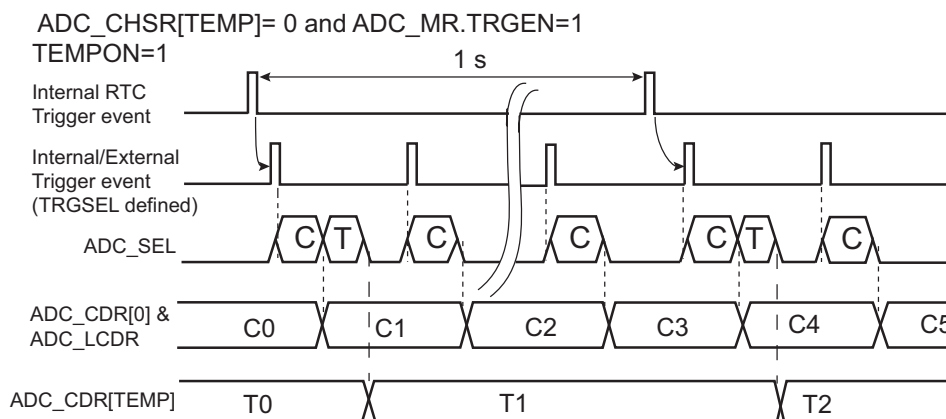 ADC_CHSR[TEMP]= 0 and ADC_MR.TRGEN=1
TEMPON=1
1 s
Internal RTC
Trigger event
Internal/External
Trigger event
(TRGSEL defined)
ADC_SEL
C T C C C T C
ADC_CDR[0] &
ADC_LCDR
C0 C1 C2 C3 C4 C5
ADC_CDR[TEMP]
T0 T1 T2